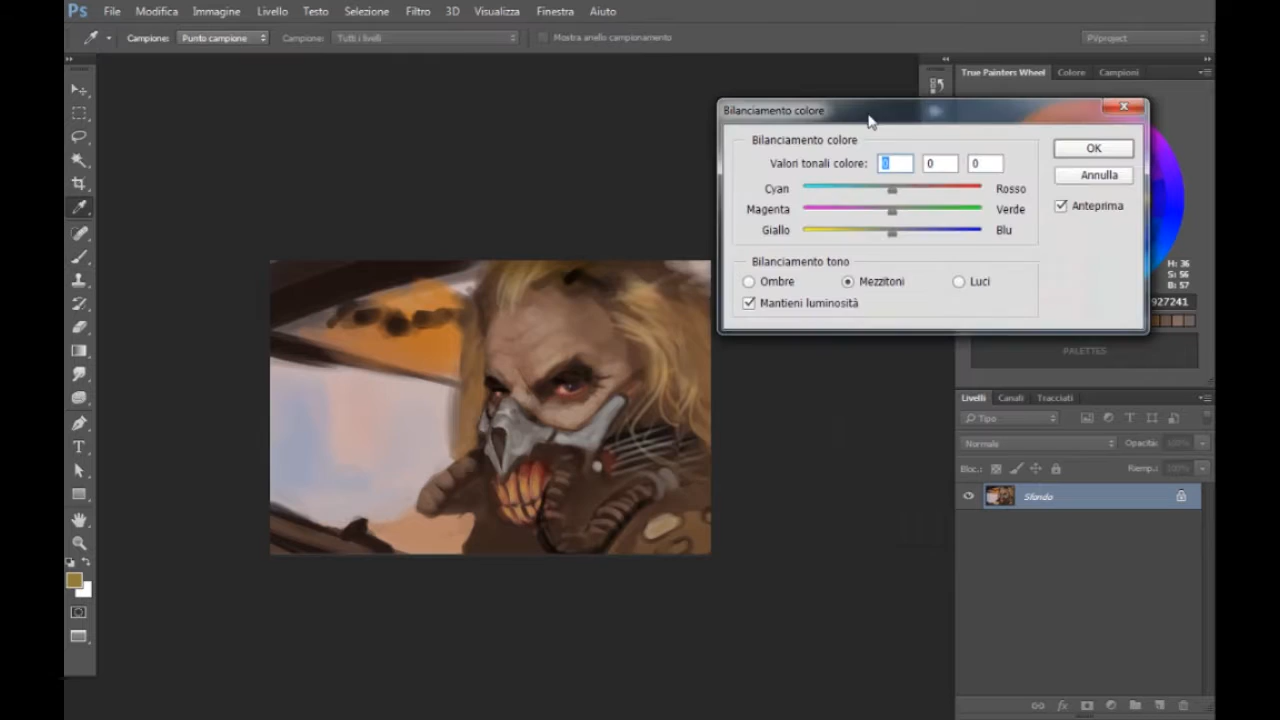 Ps File Modifica Immagine Livello Testo Selezione Filtro 3D Visualizza Finestra Aiuto
Campione: Punto campione Campione: Tutti i livelli Mostra anello campionamento PVproject
True Painters Wheel Colore Campioni
Bilanciamento colore
Bilanciamento colore
Valori tonali colore: 0 0 0
OK
Annulla
Anteprima
Cyan Rosso
Magenta Verde
Giallo Blu
Bilanciamento tono
Ombre Mezzitoni Luci
Mantieni luminosità
H: 36
S: 56
B: 57
927241
PALETTES
Livelli Canali Tracciati
Tipo
Normale Opacità: 100%
Bloc.: Riemp.: 100%
Sfondo
fx